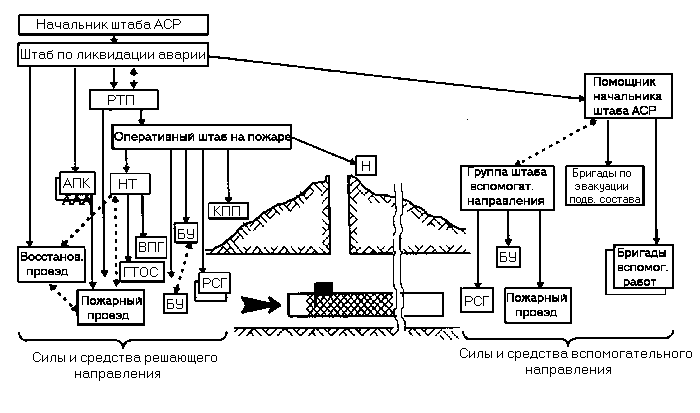 Начальник штаба АСР
Штаб по ликвидации аварии
РТП
Оперативный штаб на пожаре
Помощник
начальника
штаба АСР
Н
АПК
ААА
НТ
КПП
БУ
ВПГ
ГТОС
Восстанов.
проезд
Пожарный
проезд
БУ
РСГ
Группа штаба
вспомогат.
направления
Бригады по
эвакуации
подв. состава
БУ
Бригады
вспомог.
работ
РСГ
Пожарный
проезд
Силы и средства решающего
направления
Силы и средства вспомогательного
направления